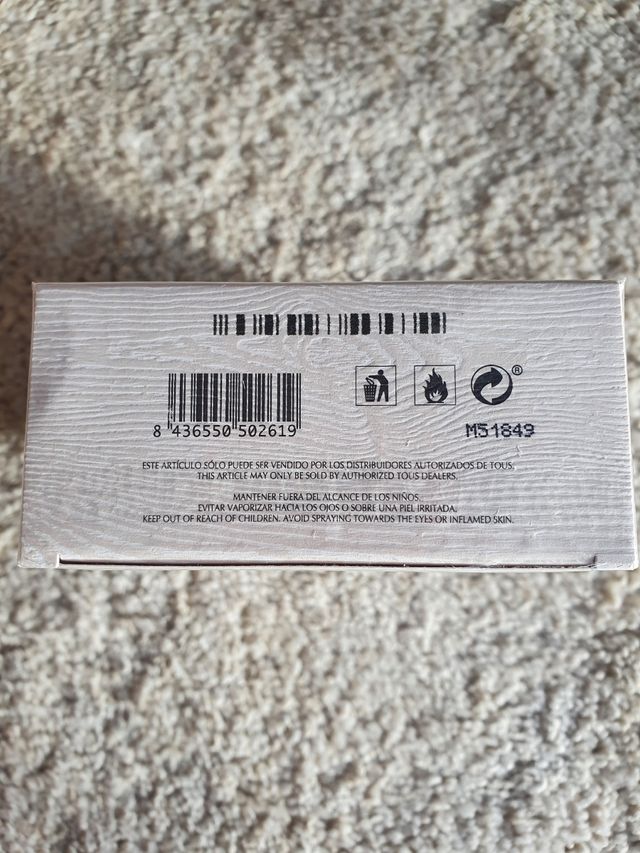 8 436550 502619
®
M51849
ESTE ARTÍCULO SÓLO PUEDE SER VENDIDO POR LOS DISTRIBUIDORES AUTORIZADOS DE TOUS.
THIS ARTICLE MAY ONLY BE SOLD BY AUTHORIZED TOUS DEALERS.
MANTENER FUERA DEL ALCANCE DE LOS NIÑOS.
EVITAR VAPORIZAR HACIA LOS OJOS O SOBRE UNA PIEL IRRITADA.
KEEP OUT OF REACH OF CHILDREN. AVOID SPRAYING TOWARDS THE EYES OR INFLAMED SKIN.